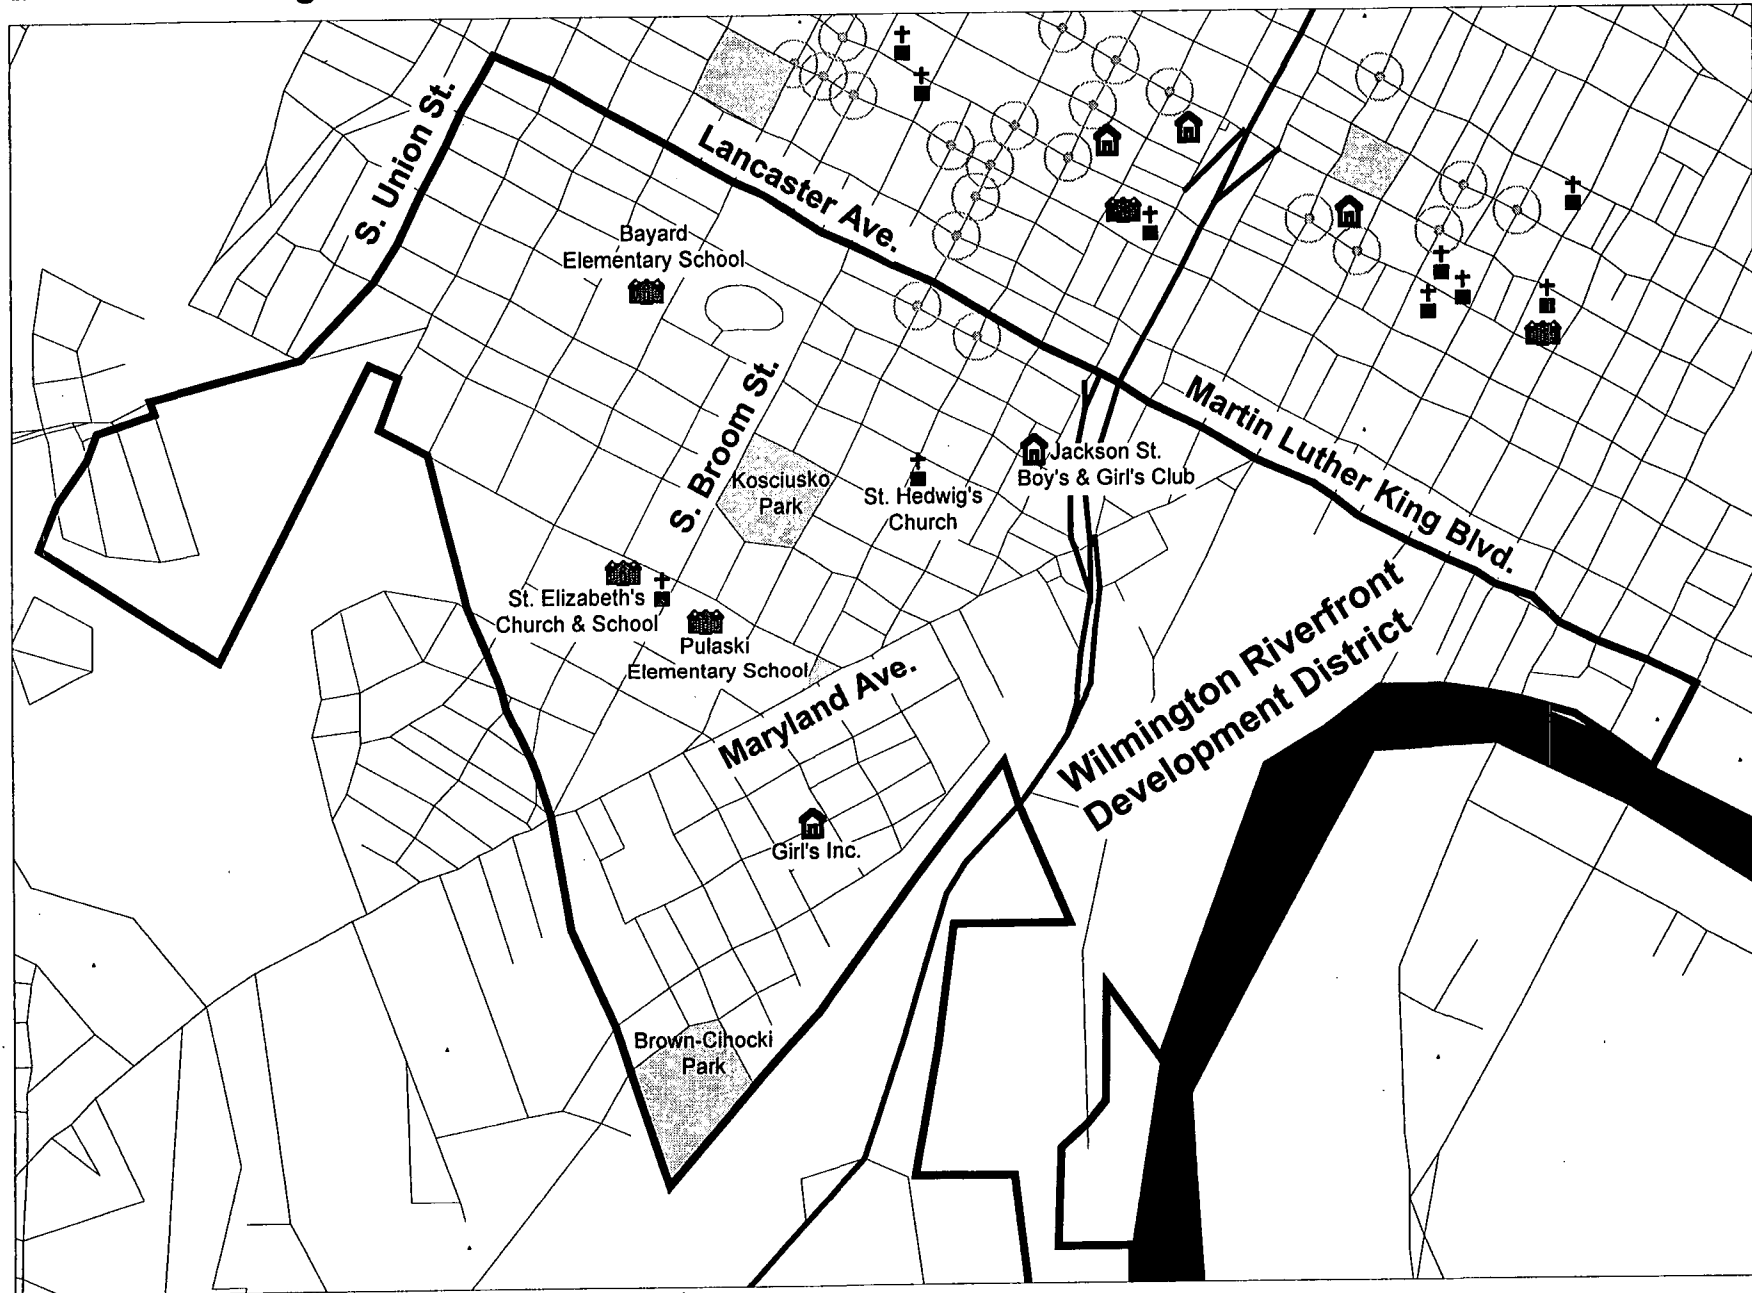 S. Union St.
Lancaster Ave.
Bayard
Elementary School
S. Broom St.
Martin Luther King Blvd.
Kosciusko
Park
St. Hedwig's
Church
Jackson St.
Boy's & Girl's Club
St. Elizabeth's
Church & School
Pulaski
Elementary School
Maryland Ave.
Wilmington Riverfront
Development District
Girl's Inc.
Brown-Cihocki
Park